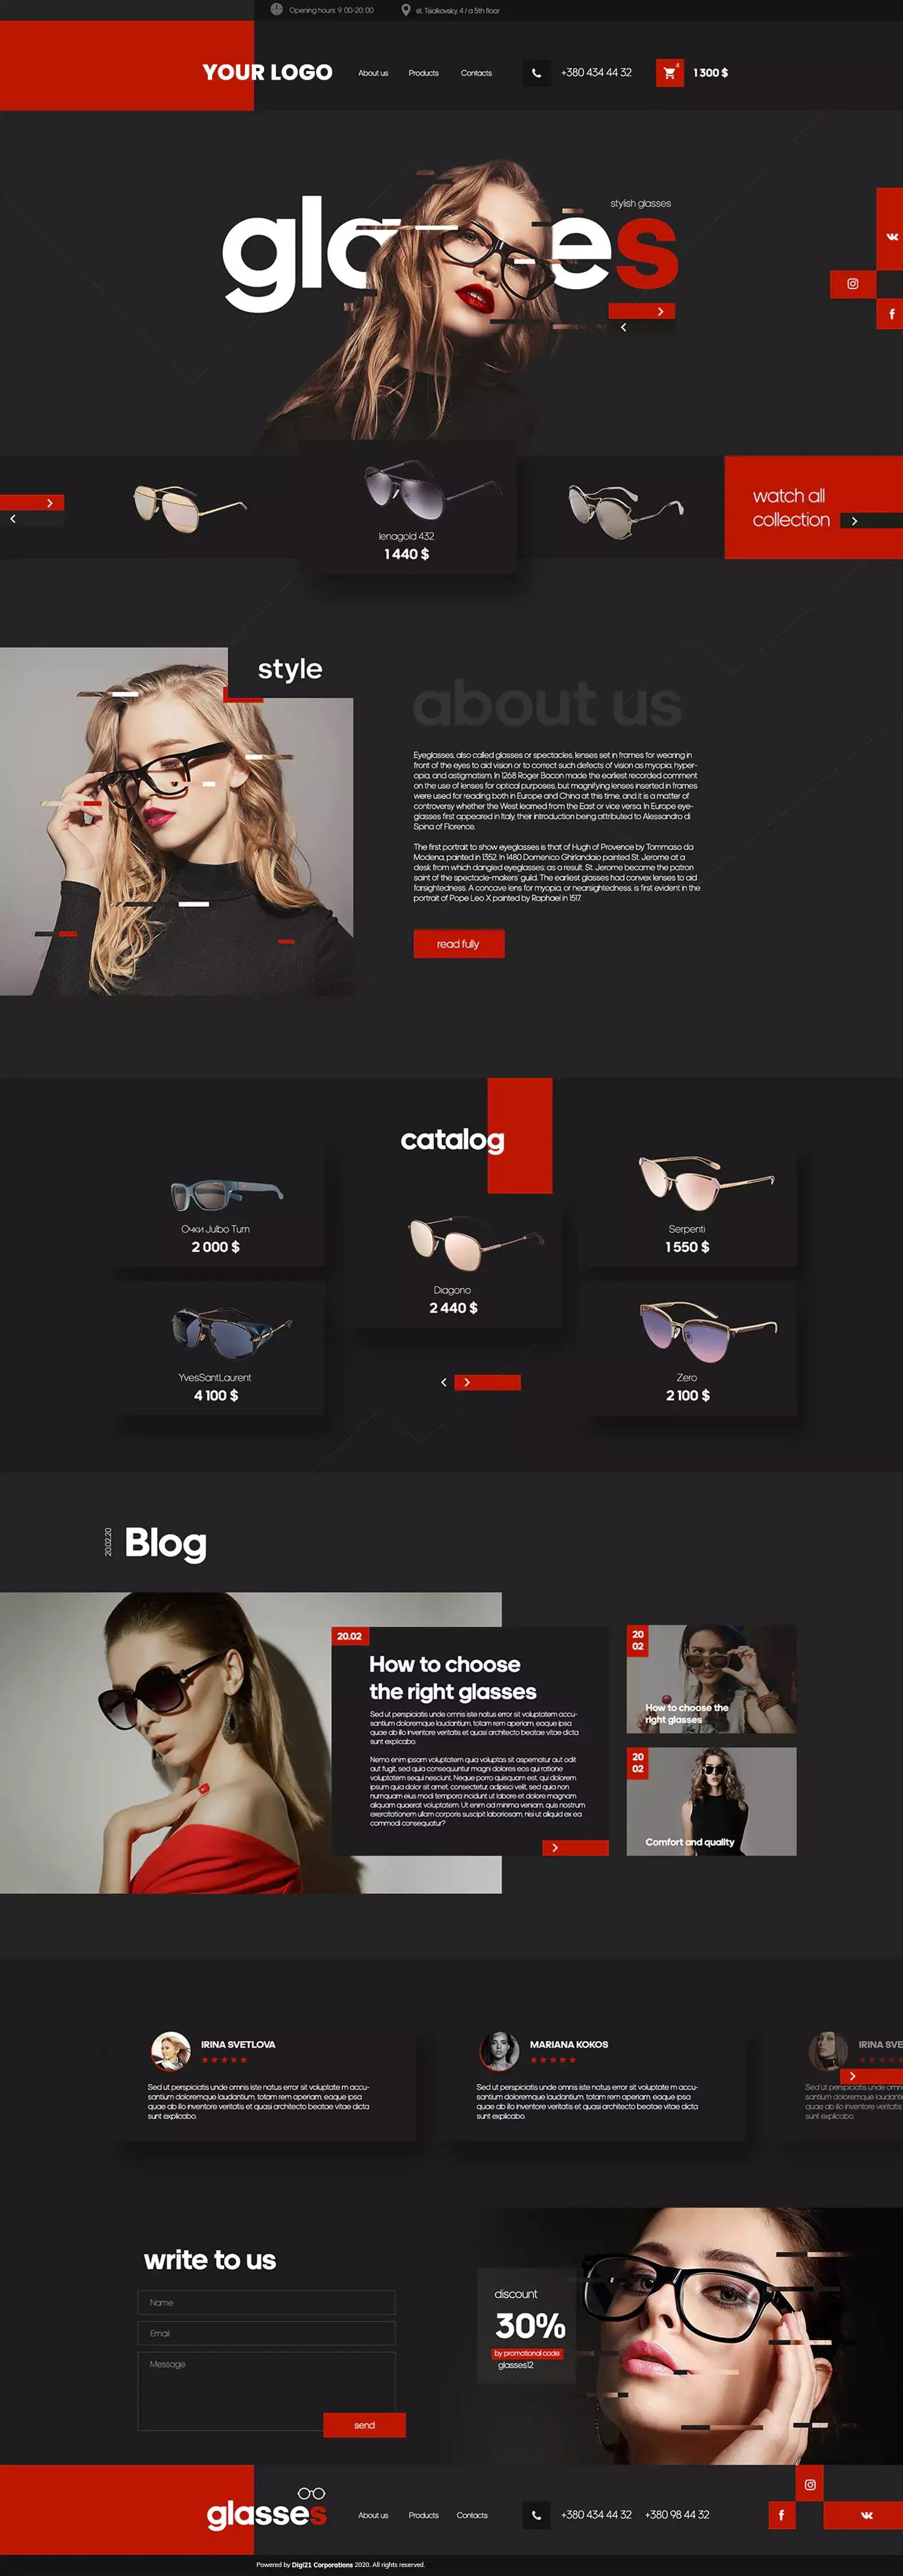 Opening hours: 9:00-20:00
st. Tsiolkovsky, 4 / a 5th floor
YOUR LOGO
About us
Products
Contacts
+380 434 44 32
4
1 300 $
stylish glasses
gla es
lenagold 432
1 440 $
watch all
collection
style
about us
Eyeglasses, also called glasses or spectacles, lenses set in frames for wearing in
front of the eyes to aid vision or to correct such defects of vision as myopia, hyper-
opia, and astigmatism. In 1268 Roger Bacon made the earliest recorded comment
on the use of lenses for optical purposes, but magnifying lenses inserted in frames
were used for reading both in Europe and China at this time, and it is a matter of
controversy whether the West learned from the East or vice versa. In Europe eye-
glasses first appeared in Italy, their introduction being attributed to Alessandro di
Spina of Florence.
The first portrait to show eyeglasses is that of Hugh of Provence by Tommaso da
Modena, painted in 1352. In 1480 Domenico Ghirlandaio painted St. Jerome at a
desk from which dangled eyeglasses; as a result, St. Jerome became the patron
saint of the spectacle-makers' guild. The earliest glasses had convex lenses to aid
farsightedness. A concave lens for myopia, or nearsightedness, is first evident in the
portrait of Pope Leo X painted by Raphael in 1517.
read fully
catalog
Очки Julbo Turn
2 000 $
Diagono
2 440 $
Serpenti
1 550 $
YvesSantLaurent
4 100 $
Zero
2 100 $
20.02.20
Blog
20.02
How to choose
the right glasses
Sed ut perspiciatis unde omnis iste natus error sit voluptatem accu-
santium doloremque laudantium, totam rem aperiam, eaque ipsa
quae ab illo inventore veritatis et quasi architecto beatae vitae dicta
sunt explicabo.
Nemo enim ipsam voluptatem quia voluptas sit aspernatur aut odit
aut fugit, sed quia consequuntur magni dolores eos qui ratione
voluptatem sequi nesciunt. Neque porro quisquam est, qui dolorem
ipsum quia dolor sit amet, consectetur, adipisci velit, sed quia non
numquam eius modi tempora incidunt ut labore et dolore magnam
aliquam quaerat voluptatem. Ut enim ad minima veniam, quis nostrum
exercitationem ullam corporis suscipit laboriosam, nisi ut aliquid ex ea
commodi consequatur?
20
02
How to choose the
right glasses
20
02
Comfort and quality
IRINA SVETLOVA
Sed ut perspiciatis unde omnis iste natus error sit voluptate m accu-
santium doloremque laudantium, totam rem aperiam, eaque ipsa
quae ab illo inventore veritatis et quasi architecto beatae vitae dicta
sunt explicabo.
MARIANA KOKOS
Sed ut perspiciatis unde omnis iste natus error sit voluptate m accu-
santium doloremque laudantium, totam rem aperiam, eaque ipsa
quae ab illo inventore veritatis et quasi architecto beatae vitae dicta
sunt explicabo.
IRINA SVE
Sed ut perspiciatis unde omn
santium doloremque laudant
quae ab illo inventore veritatis
sunt explicabo.
write to us
Name
Email
Message
send
discount
30%
by promotional code:
glasses12
glasses
About us
Products
Contacts
+380 434 44 32
+380 98 44 32
Powered by Digi21 Corporations 2020. All rights reserved.